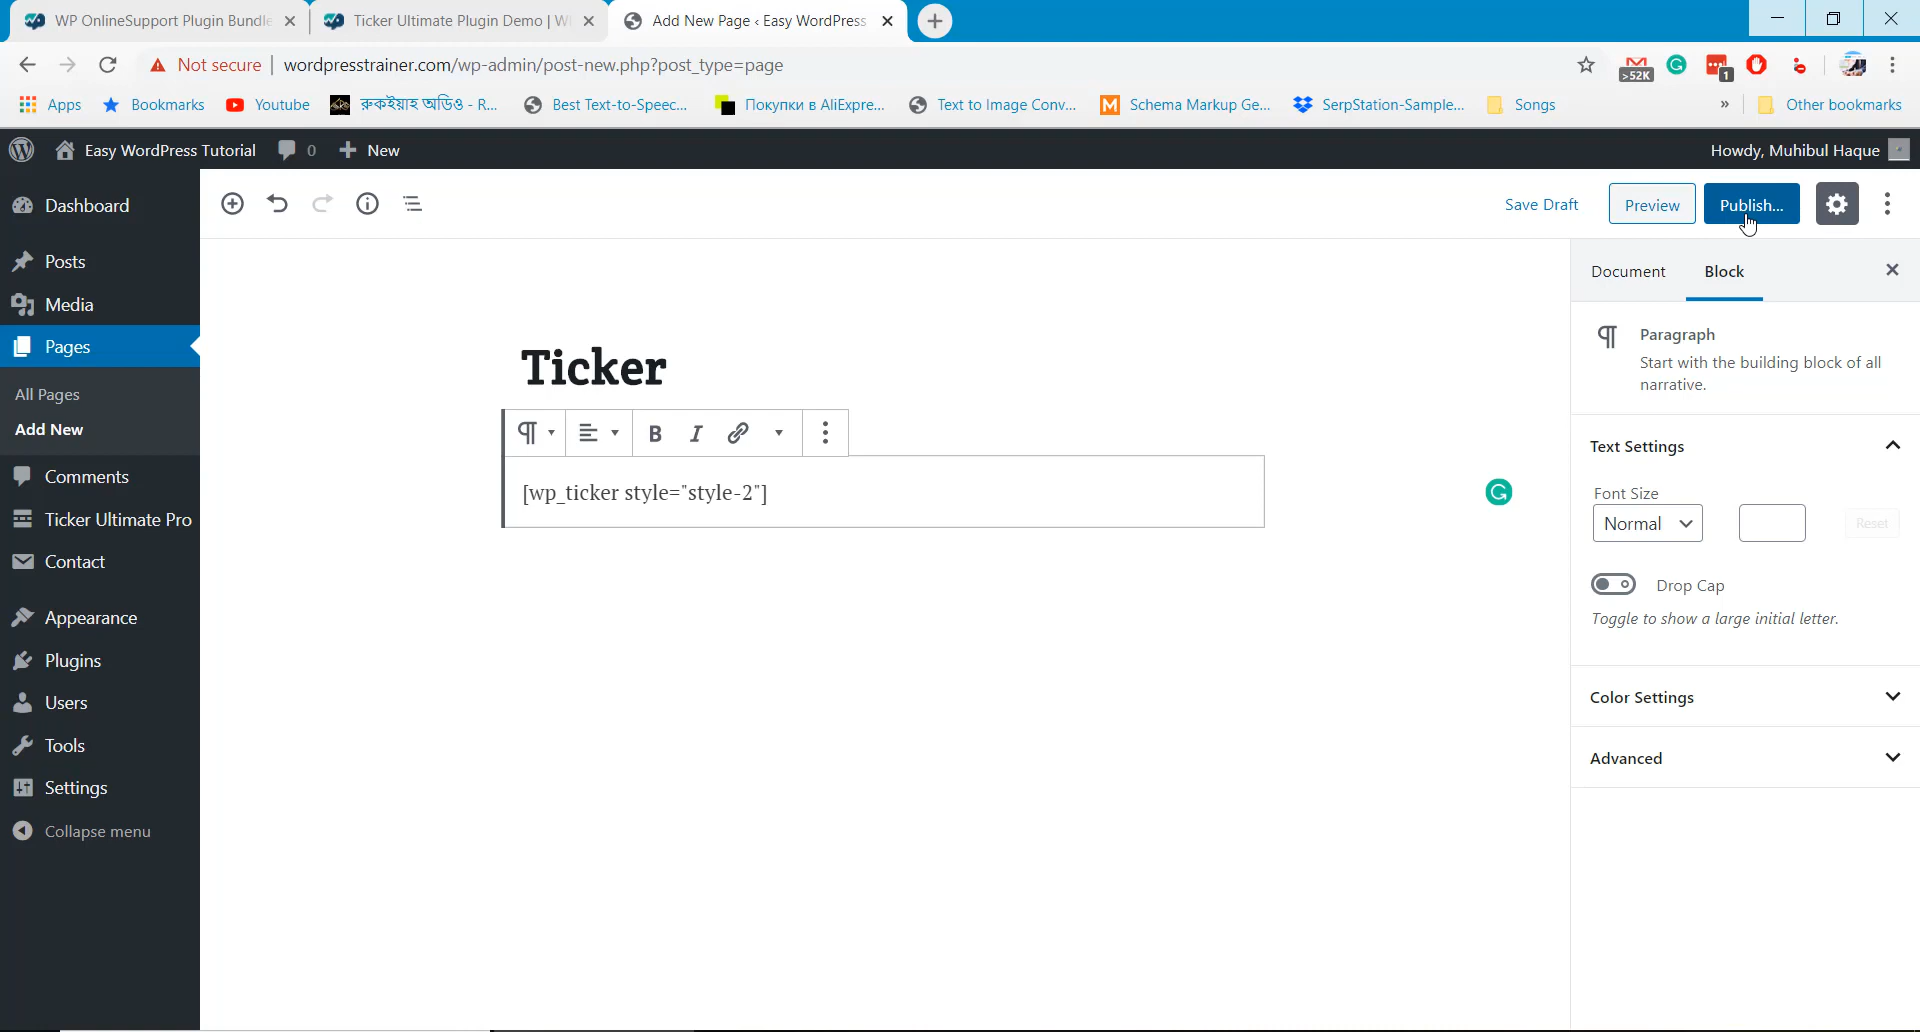 WP OnlineSupport Plugin Bundle
Ticker Ultimate Plugin Demo | W
Add New Page ‹ Easy WordPress
Not secure
wordpresstrainer.com/wp-admin/post-new.php?post_type=page
>52K
1
Apps
Bookmarks
Youtube
রুকইয়াহ অডিও - R...
Best Text-to-Speec...
Покупки в AliExpre...
Text to Image Conv...
Schema Markup Ge...
SerpStation-Sample...
Songs
»
Other bookmarks
Easy WordPress Tutorial
0
New
Howdy, Muhibul Haque
Dashboard
Posts
Media
Pages
All Pages
Add New
Comments
Ticker Ultimate Pro
Contact
Appearance
Plugins
Users
Tools
Settings
Collapse menu
Save Draft
Preview
Publish...
Ticker
B I
[wp_ticker style="style-2"]
Document
Block
Paragraph
Start with the building block of all
narrative.
Text Settings
Font Size
Normal
Reset
Drop Cap
Toggle to show a large initial letter.
Color Settings
Advanced